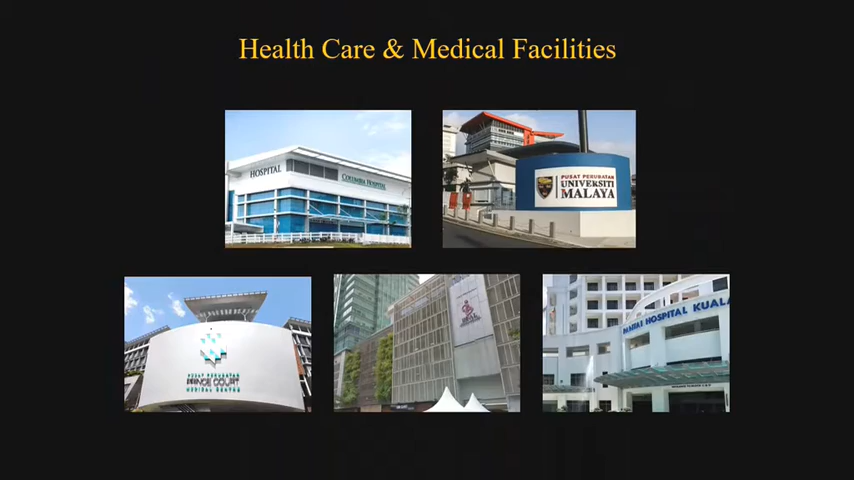 Health Care & Medical Facilities
HOSPITAL
COLUMBIA HOSPITAL
PUSAT PERUBATAN
UNIVERSITI
MALAYA
PUSAT PERUBATAN
PRINCE COURT
MEDICAL CENTRE
HOSPITAL KUALA